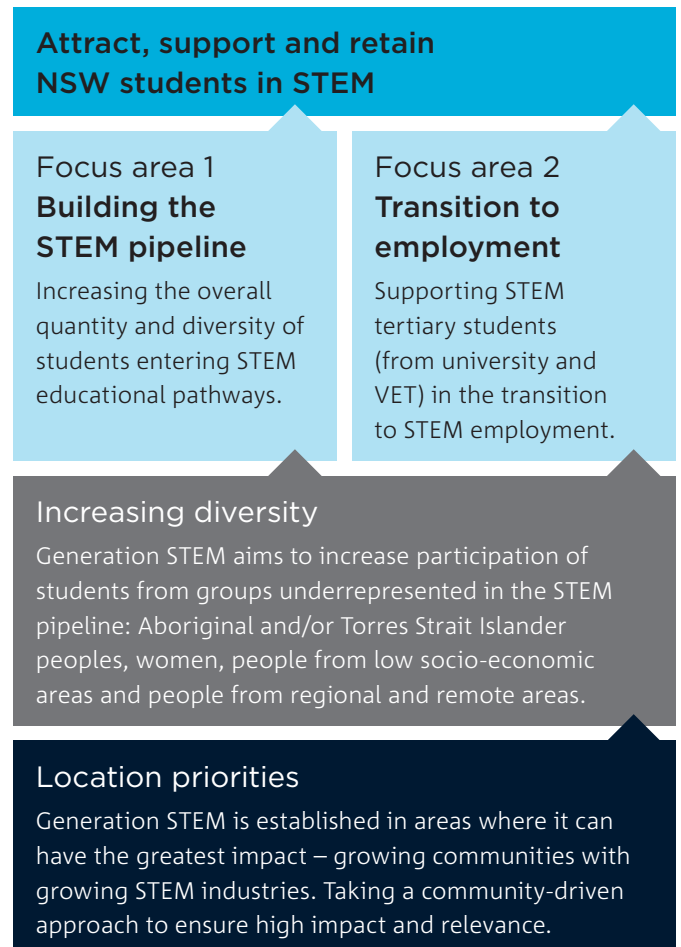 Attract, support and retain
NSW students in STEM
Focus area 1
Building the
STEM pipeline
Increasing the overall
quantity and diversity of
students entering STEM
educational pathways.
Focus area 2
Transition to
employment
Supporting STEM
tertiary students
(from university and
VET) in the transition
to STEM employment.
Increasing diversity
Generation STEM aims to increase participation of
students from groups underrepresented in the STEM
pipeline: Aboriginal and/or Torres Strait Islander
peoples, women, people from low socio-economic
areas and people from regional and remote areas.
Location priorities
Generation STEM is established in areas where it can
have the greatest impact – growing communities with
growing STEM industries. Taking a community-driven
approach to ensure high impact and relevance.